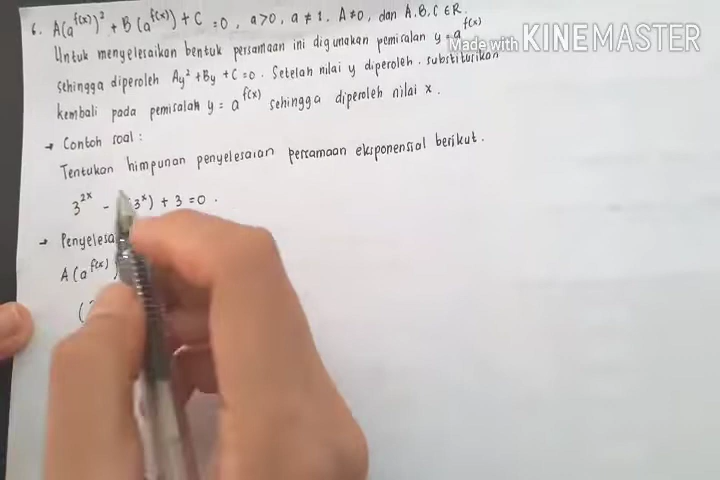 6. A(a^f(x))² + B(a^f(x)) + C = 0, a>0, a≠1, A≠0, dan A,B,C ∈ R.
Untuk menyelesaikan bentuk persamaan ini digunakan pemisalan y = a^f(x)
sehingga diperoleh Ay² + By + C = 0. Setelah nilai y diperoleh, substitusikan
kembali pada pemisalah y = a^f(x) sehingga diperoleh nilai x.
→ Contoh soal :
Tentukan himpunan penyelesaian persamaan eksponensial berikut.
3^2x - 3^x) + 3 = 0.
→ Penyelesa
A(a^f(x))
Made with KINEMASTER